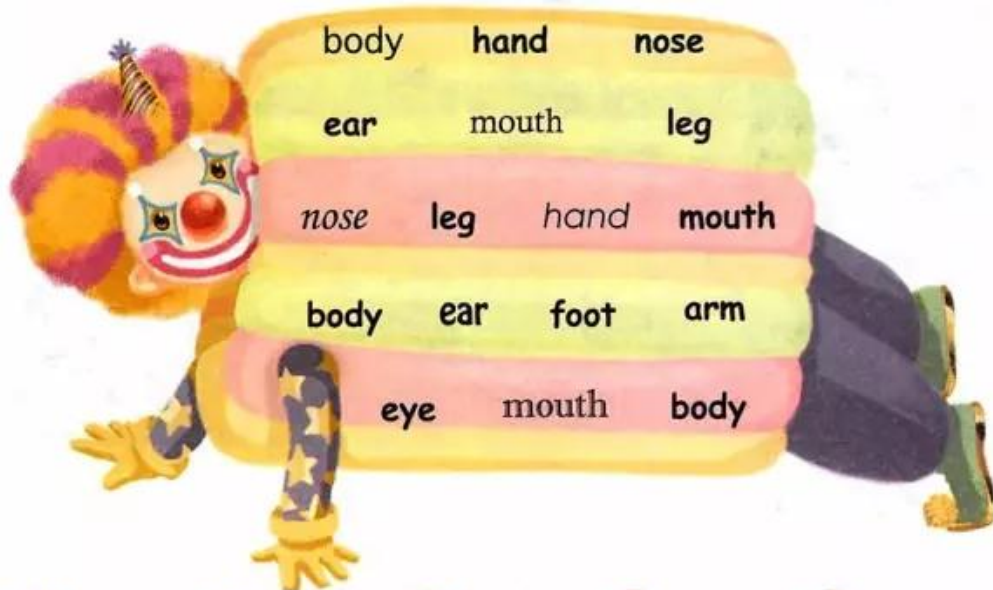 body hand nose
ear mouth leg
nose leg hand mouth
body ear foot arm
eye mouth body